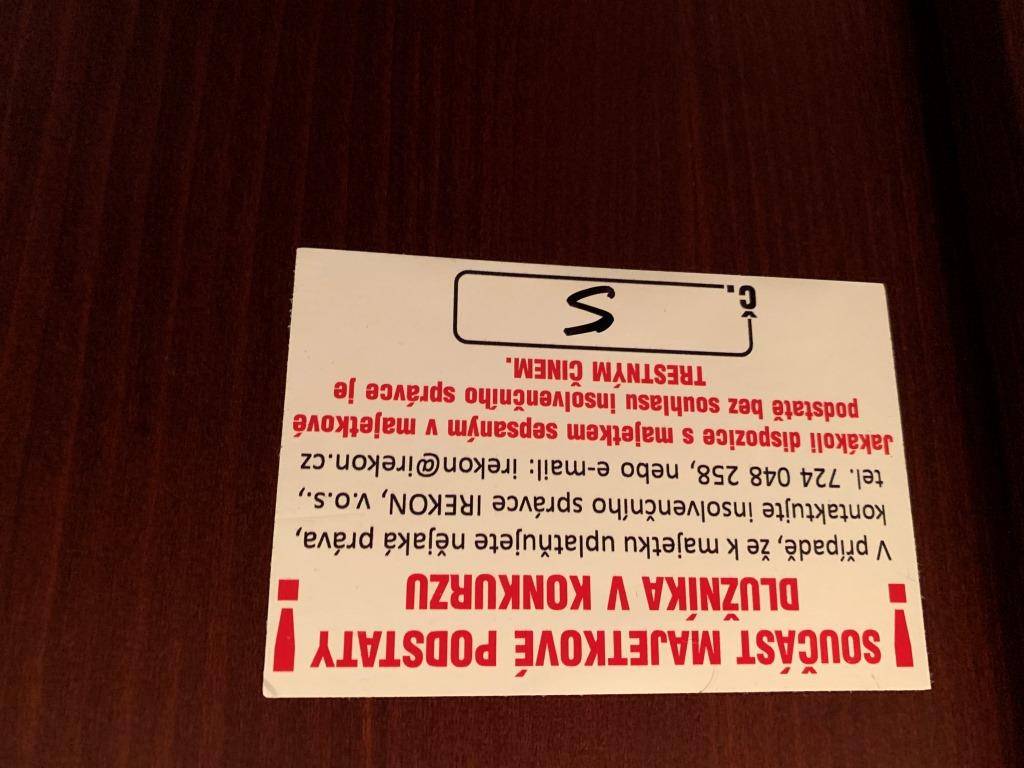 ! SOUČÁST MAJETKOVÉ PODSTATY !
DLUŽNÍKA V KONKURZU
V případě, že k majetku uplatňujete nějaká práva,
kontaktujte insolvenčního správce IREKON, v.o.s.,
tel. 724 048 258, nebo e-mail: irekon@irekon.cz
Jakákoli dispozice s majetkem sepsaným v majetkové
podstatě bez souhlasu insolvenčního správce je
TRESTNÝM ČINEM.
č. 5